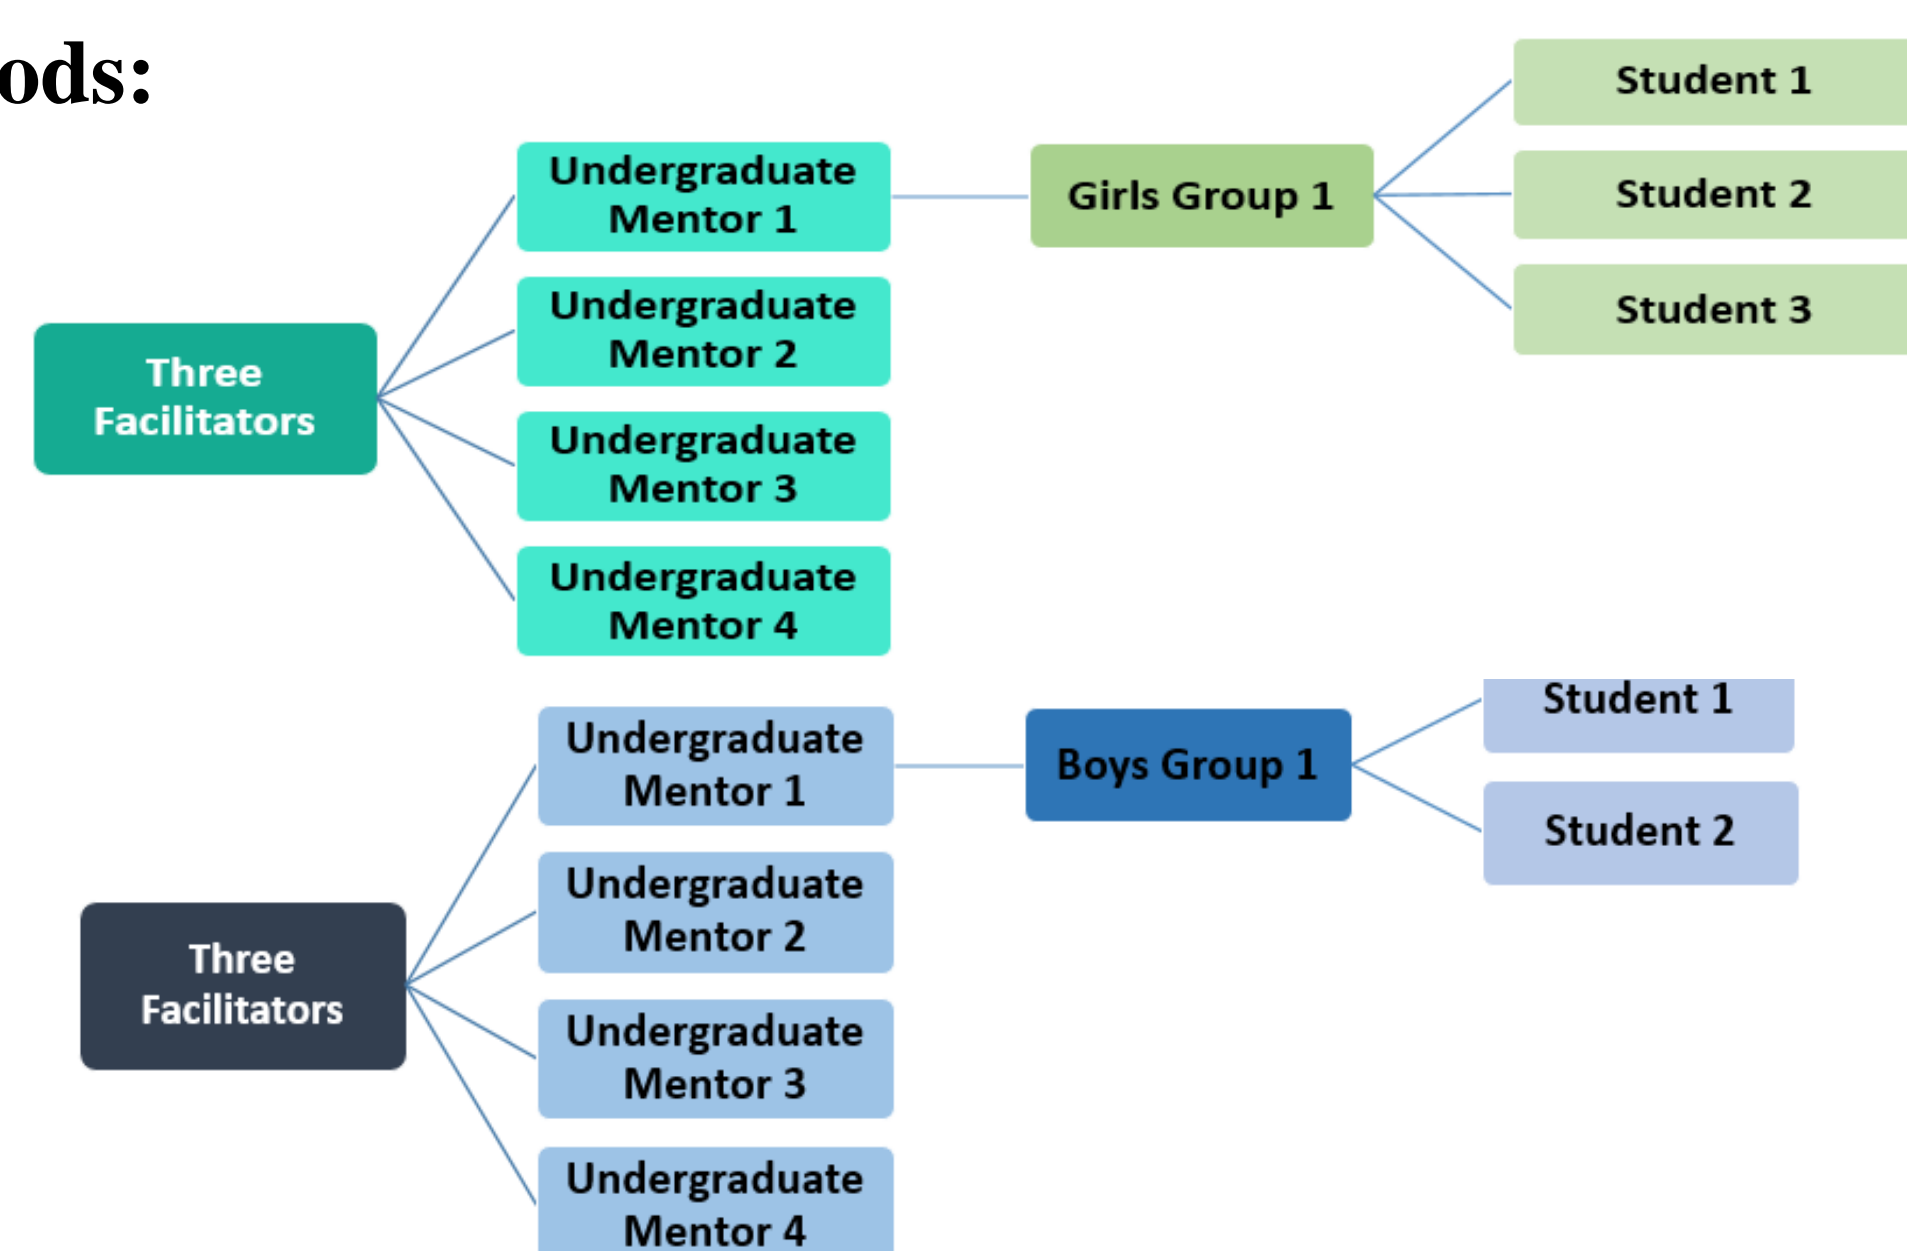 ods:
Student 1
Undergraduate
Mentor 1
Girls Group 1
Student 2
Student 3
Undergraduate
Mentor 2
Three
Facilitators
Undergraduate
Mentor 3
Undergraduate
Mentor 4
Student 1
Undergraduate
Mentor 1
Boys Group 1
Student 2
Undergraduate
Mentor 2
Three
Facilitators
Undergraduate
Mentor 3
Undergraduate
Mentor 4